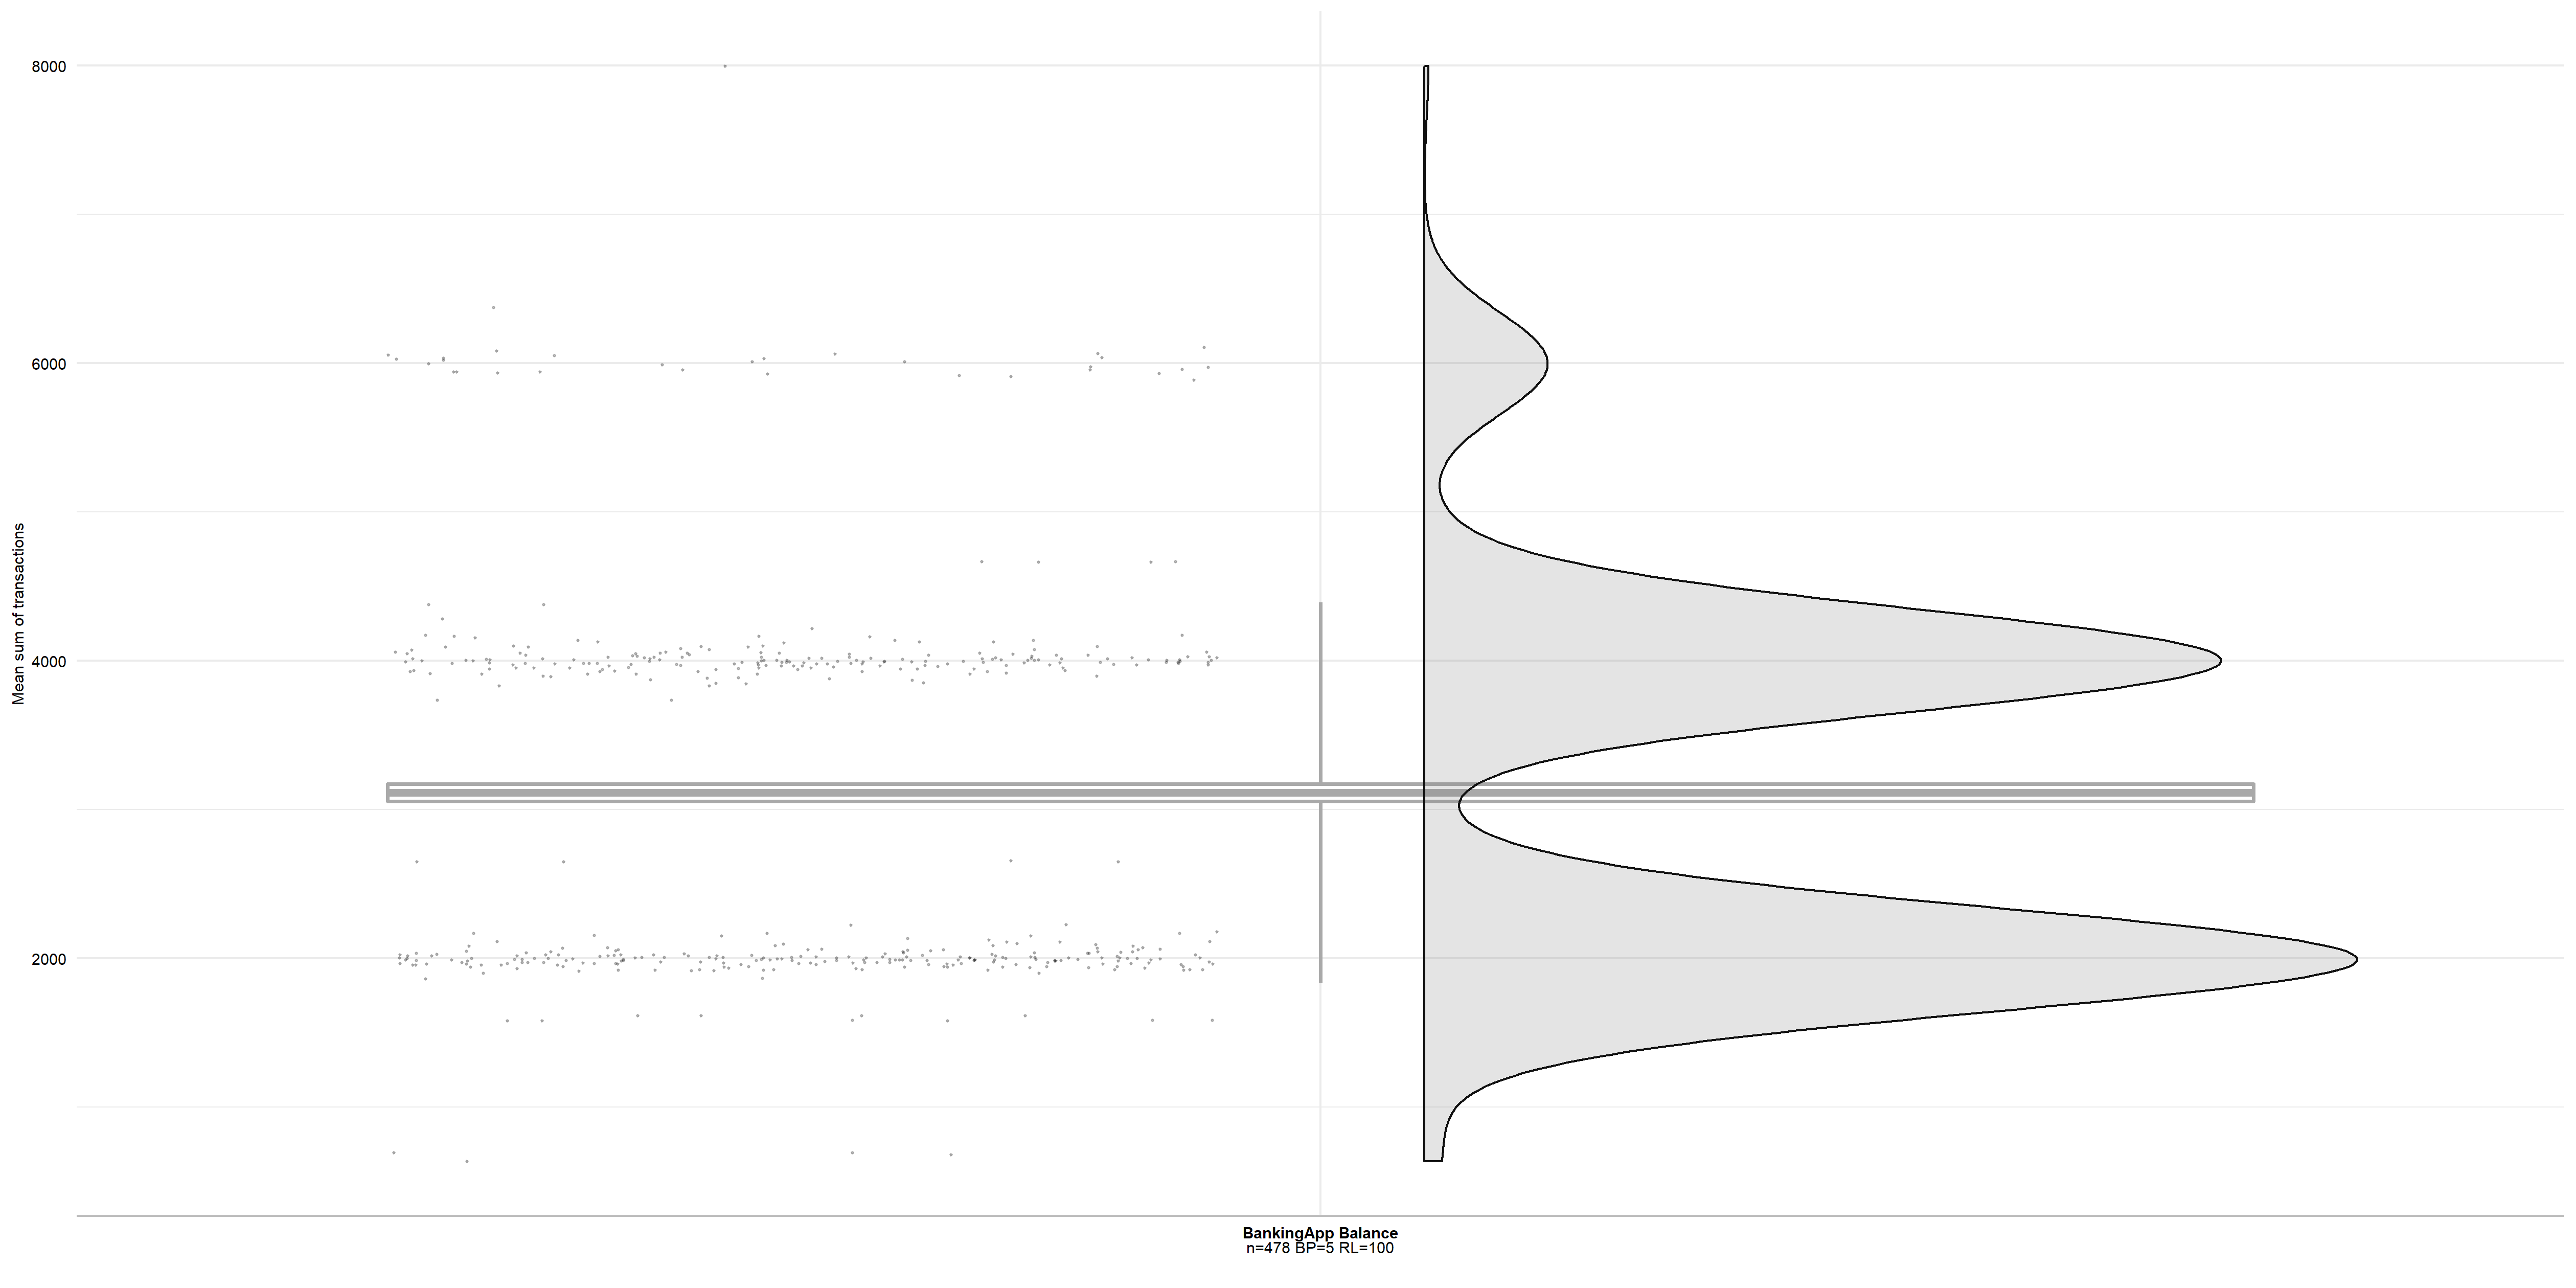 8000
6000
4000
2000
Mean sum of transactions
BankingApp Balance
n=478 BP=5 RL=100